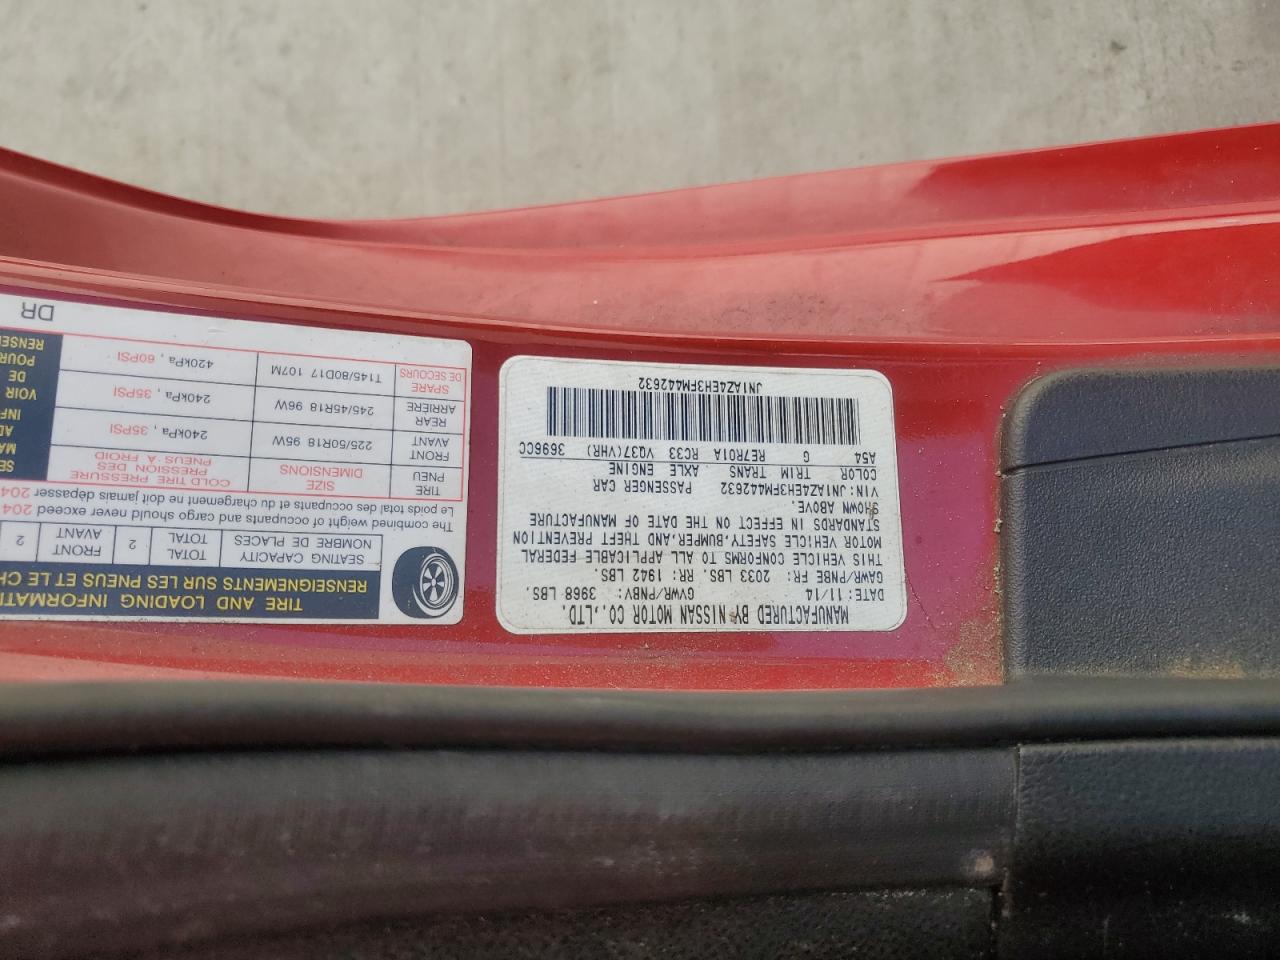 MANUFACTURED BY NISSAN MOTOR CO.,LTD.
DATE: 11/14 GVWR/PNBV: 3968 LBS.
GAWR/PNBE FR: 2033 LBS. RR: 1942 LBS.
THIS VEHICLE CONFORMS TO ALL APPLICABLE FEDERAL
MOTOR VEHICLE SAFETY,BUMPER,AND THEFT PREVENTION
STANDARDS IN EFFECT ON THE DATE OF MANUFACTURE
SHOWN ABOVE.
VIN:JN1AZ4EH3FM442632 PASSENGER CAR
COLOR TRIM TRANS AXLE ENGINE
A54 G RE7R01A RC33 VQ37(VHR) 3696CC
JN1AZ4EH3FM442632
TIRE AND LOADING INFORMATI
RENSEIGNEMENTS SUR LES PNEUS ET LE CH
SEATING CAPACITY
NOMBRE DE PLACES
TOTAL
TOTAL
2
FRONT
AVANT
2
The combined weight of occupants and cargo should never exceed 204
Le poids total des occupants et du chargement ne doit jamais dépasser 204
TIRE
PNEU
SIZE
DIMENSIONS
COLD TIRE PRESSURE
PRESSION DES
PNEUS À FROID
FRONT
AVANT
225/50R18 95W
240kPa , 35PSI
REAR
ARRIÈRE
245/45R18 96W
240kPa , 35PSI
SPARE
DE SECOURS
T145/80D17 107M
420kPa , 60PSI
VOIR
DE
POUR
RENSEI
DR